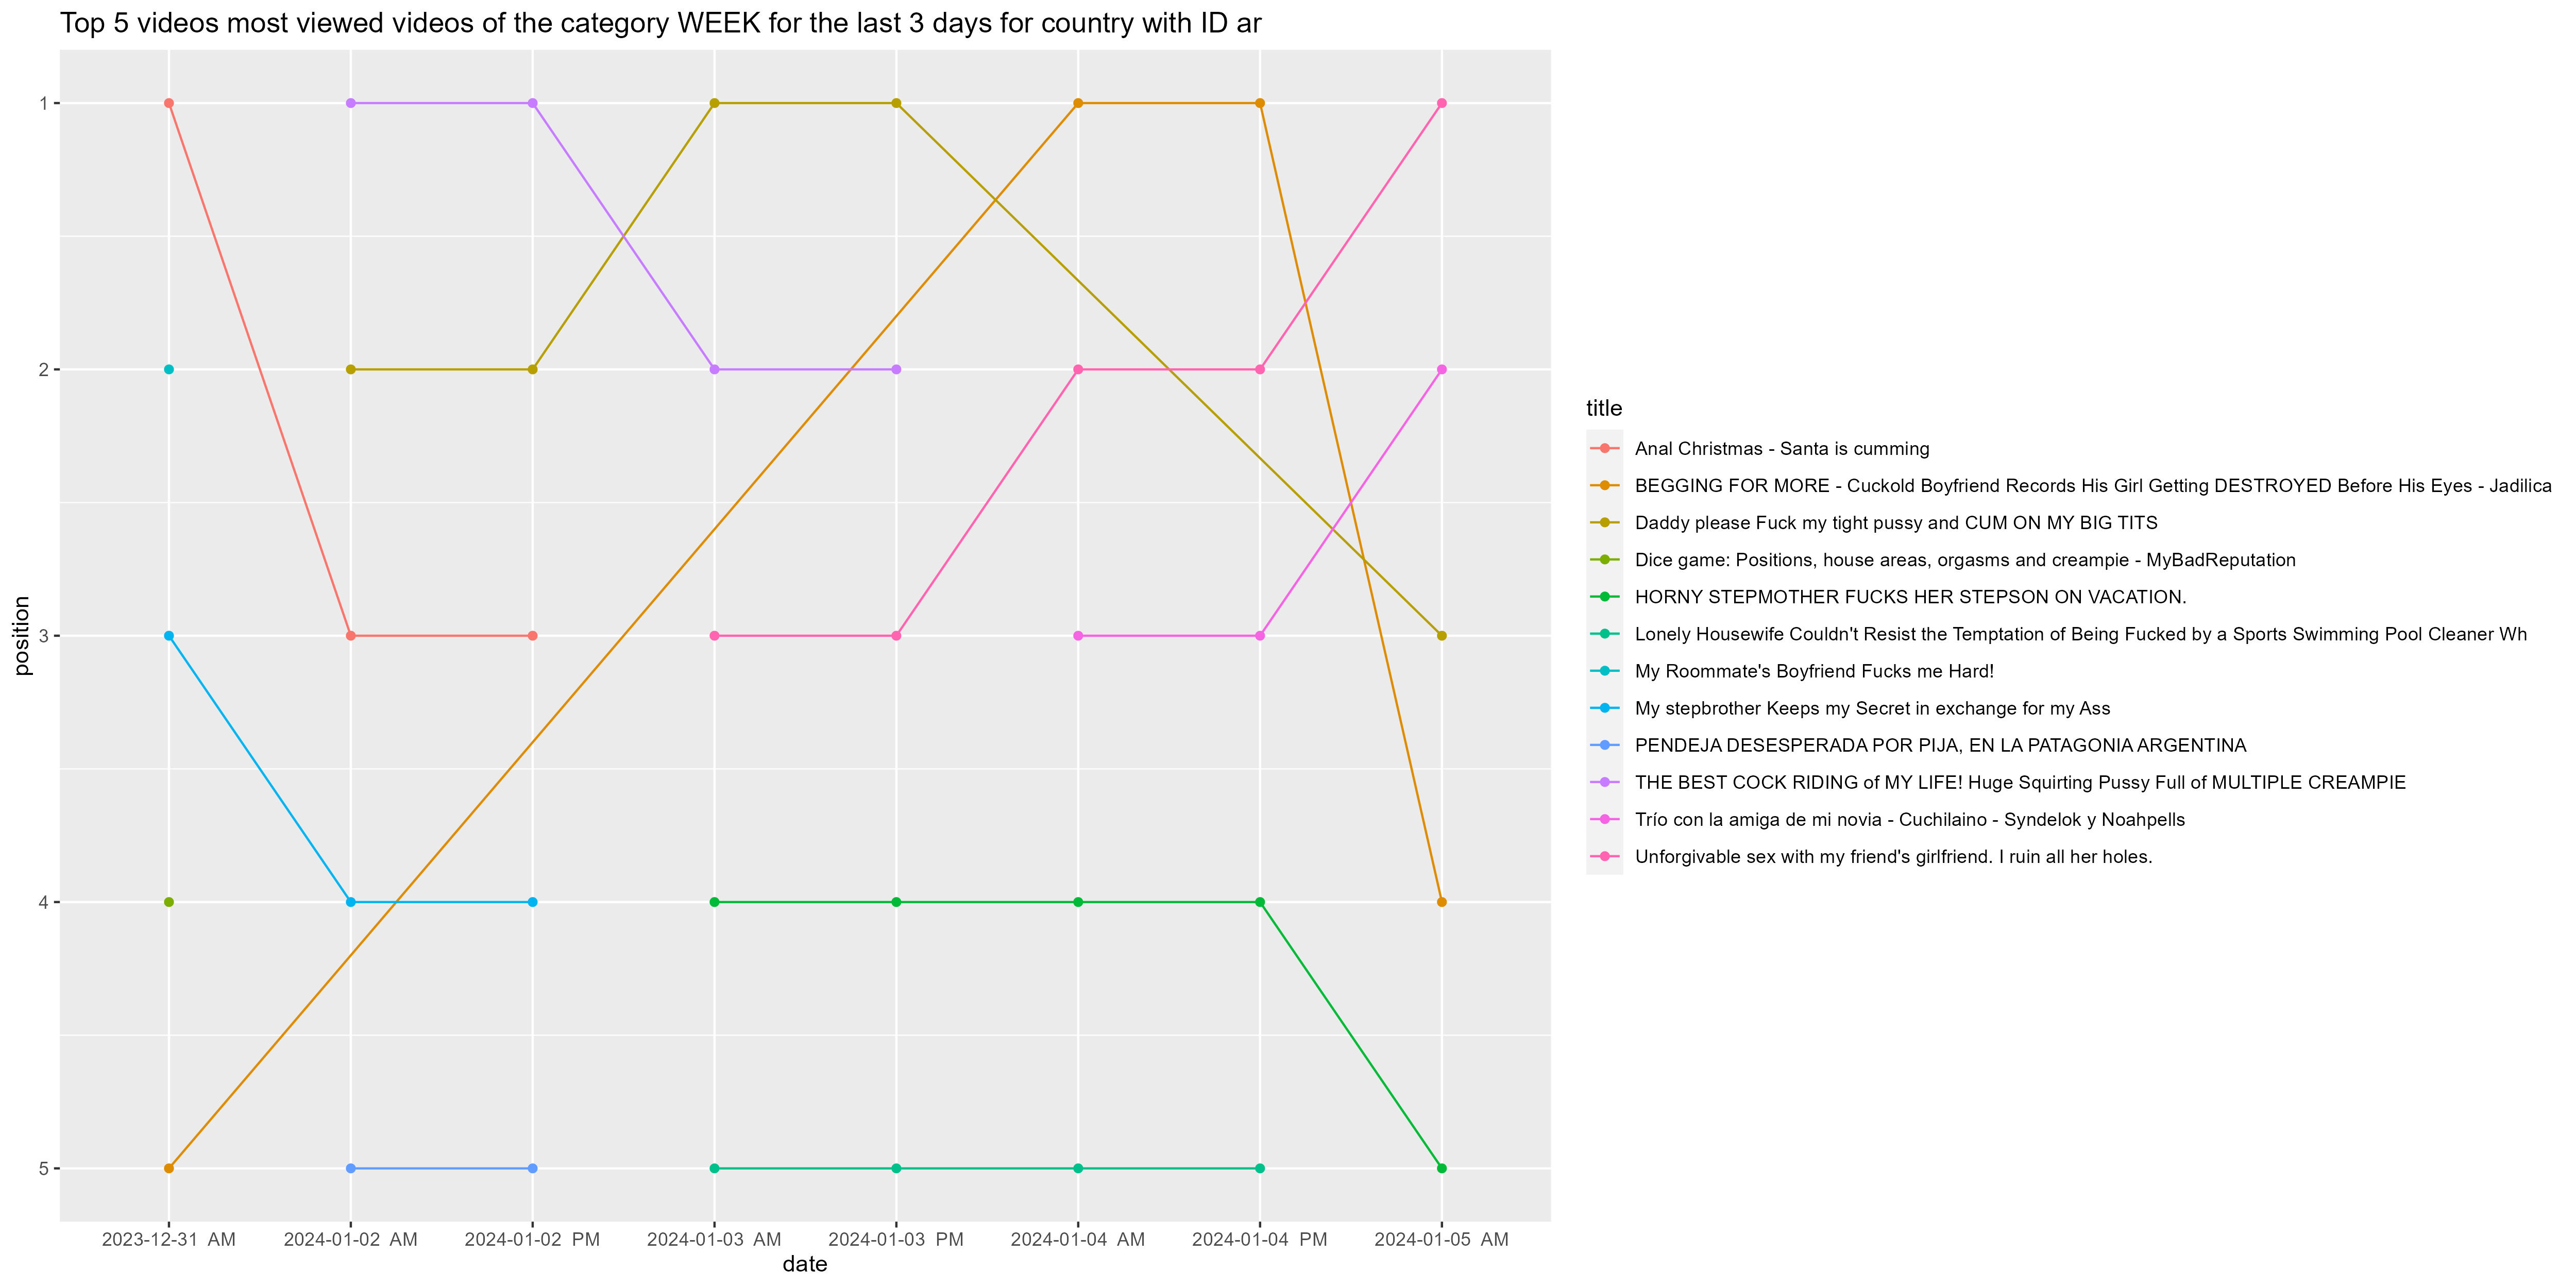 Top 5 videos most viewed videos of the category WEEK for the last 3 days for country with ID ar
position
1
2
3
4
5
2023-12-31 AM
2024-01-02 AM
2024-01-02 PM
2024-01-03 AM
2024-01-03 PM
2024-01-04 AM
2024-01-04 PM
2024-01-05 AM
date
title
Anal Christmas - Santa is cumming
BEGGING FOR MORE - Cuckold Boyfriend Records His Girl Getting DESTROYED Before His Eyes - Jadilica
Daddy please Fuck my tight pussy and CUM ON MY BIG TITS
Dice game: Positions, house areas, orgasms and creampie - MyBadReputation
HORNY STEPMOTHER FUCKS HER STEPSON ON VACATION.
Lonely Housewife Couldn't Resist the Temptation of Being Fucked by a Sports Swimming Pool Cleaner Wh
My Roommate's Boyfriend Fucks me Hard!
My stepbrother Keeps my Secret in exchange for my Ass
PENDEJA DESESPERADA POR PIJA, EN LA PATAGONIA ARGENTINA
THE BEST COCK RIDING of MY LIFE! Huge Squirting Pussy Full of MULTIPLE CREAMPIE
Trío con la amiga de mi novia - Cuchilaino - Syndelok y Noahpells
Unforgivable sex with my friend's girlfriend. I ruin all her holes.